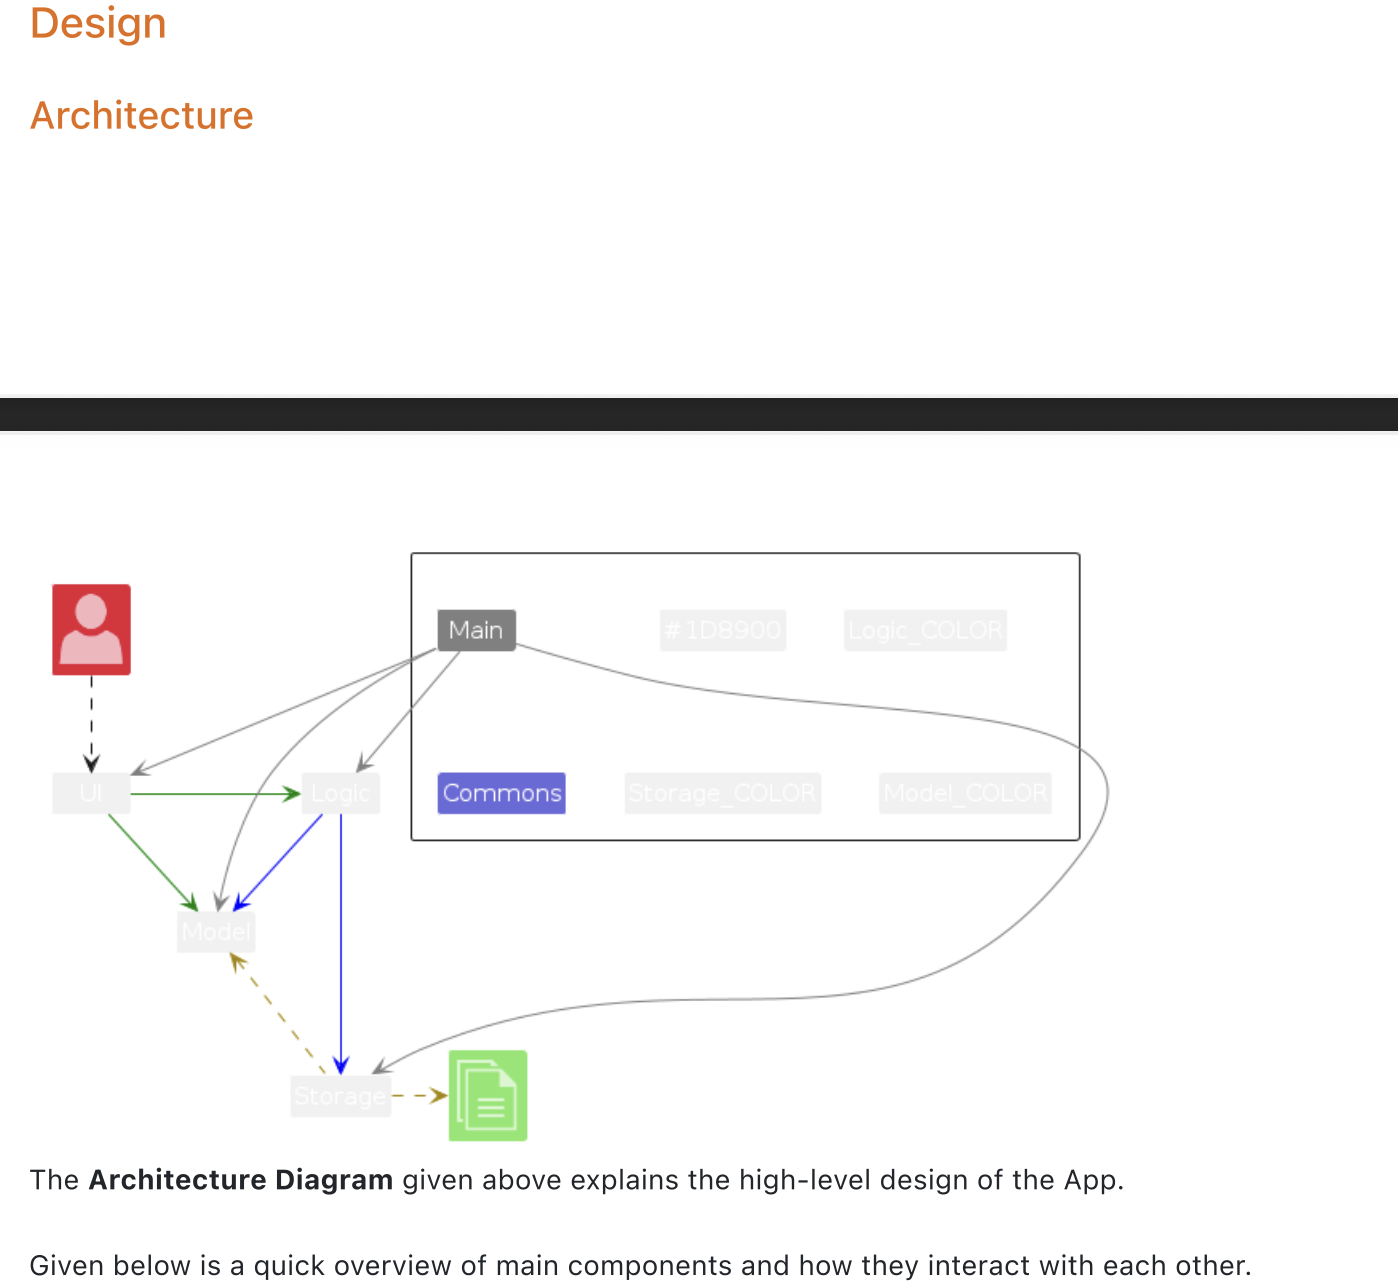 Design
Architecture
Main
# 1D8900
Logic_COLOR
UI
Logic
Commons
Storage_COLOR
Model_COLOR
Model
Storage
The Architecture Diagram given above explains the high-level design of the App.
Given below is a quick overview of main components and how they interact with each other.